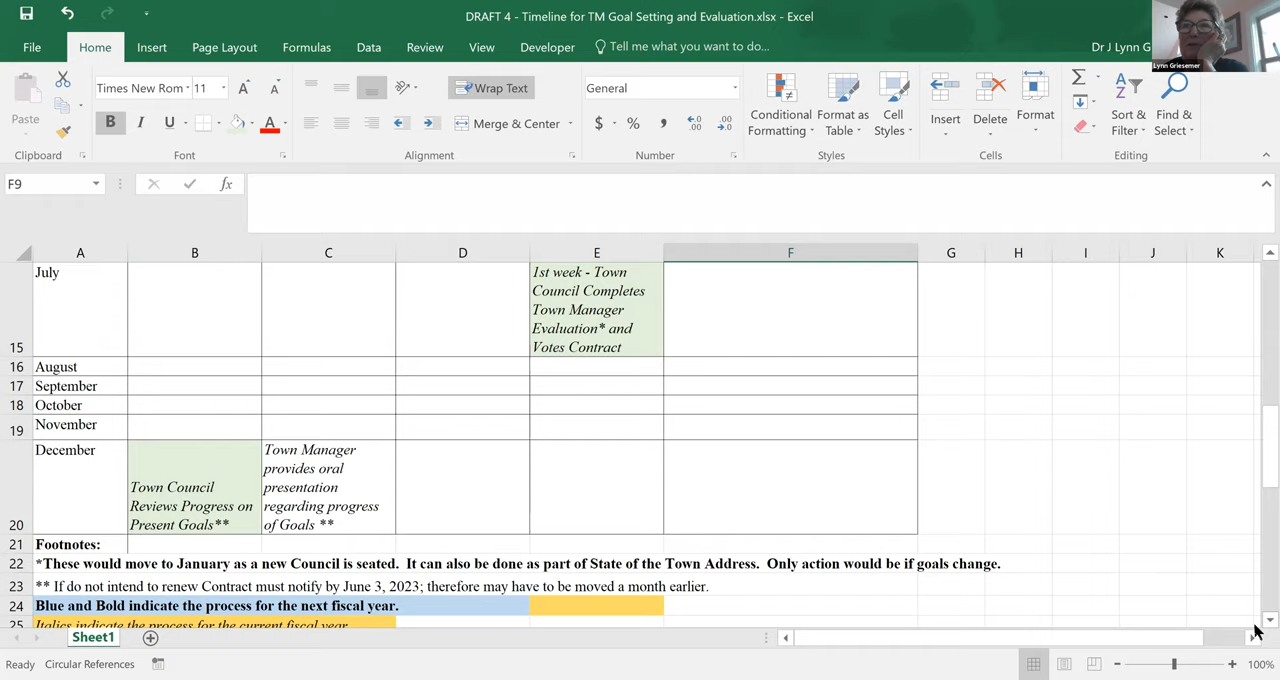 DRAFT 4 - Timeline for TM Goal Setting and Evaluation.xlsx - Excel
File Home Insert Page Layout Formulas Data Review View Developer Tell me what you want to do... Dr J Lynn G
Lynn Griesemer
Paste
Clipboard
Times New Rom 11
B I U A
Font
Wrap Text
Merge & Center
Alignment
General
$ % ,
Number
Conditional Formatting
Format as Table
Cell Styles
Styles
Insert Delete Format
Cells
Sort & Filter
Find & Select
Editing
F9 fx
A B C D E F G H I J K
15 July
1st week - Town
Council Completes
Town Manager
Evaluation* and
Votes Contract
16 August
17 September
18 October
19 November
20 December
Town Council
Reviews Progress on
Present Goals**
Town Manager
provides oral
presentation
regarding progress
of Goals **
21 Footnotes:
22 *These would move to January as a new Council is seated. It can also be done as part of State of the Town Address. Only action would be if goals change.
23 ** If do not intend to renew Contract must notify by June 3, 2023; therefore may have to be moved a month earlier.
24 Blue and Bold indicate the process for the next fiscal year.
25 Italics indicate the process for the current fiscal year
Sheet1
Ready Circular References 100%